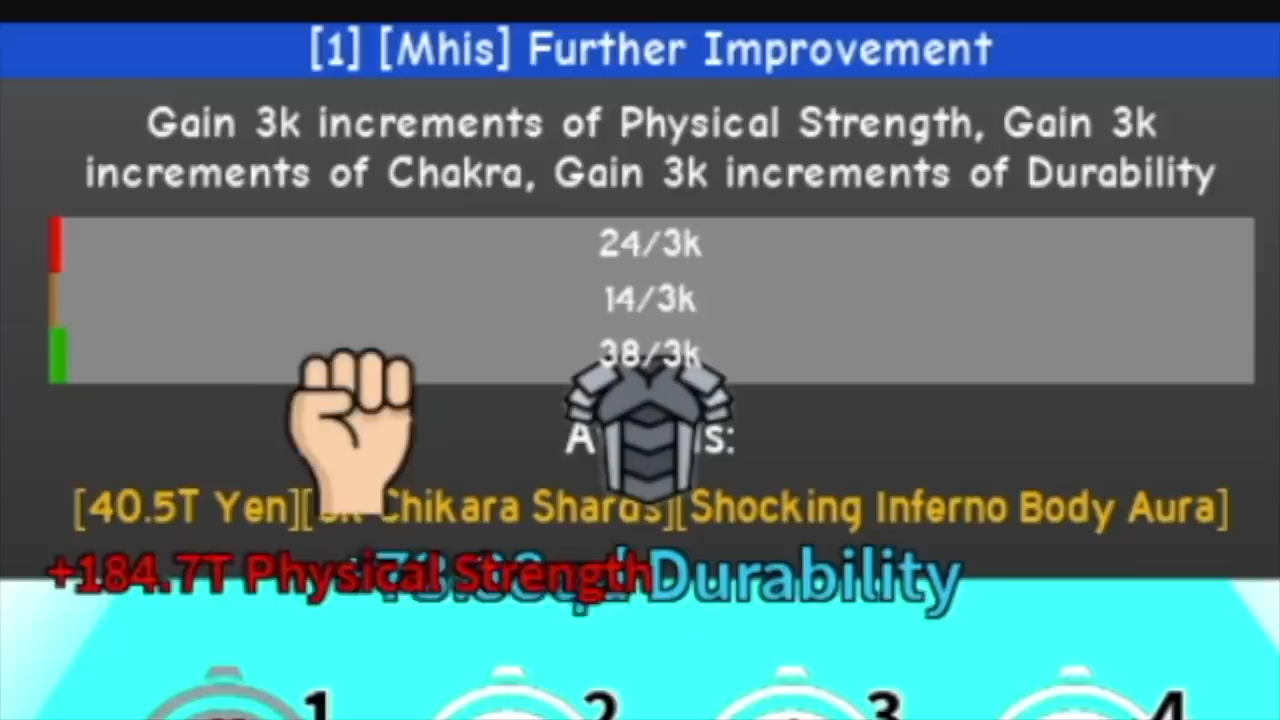 [1] [Mhis] Further Improvement
Gain 3k increments of Physical Strength, Gain 3k
increments of Chakra, Gain 3k increments of Durability
24/3k
14/3k
38/3k
[40.5T Yen][ Chikara Shards][Shocking Inferno Body Aura]
+184.7T Physical Strength
Durability
1 2 3 4